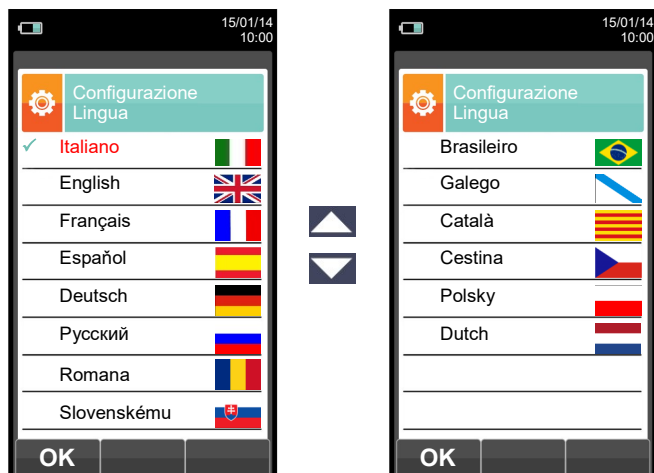 15/01/14
10:00
Configurazione
Lingua
✓ Italiano
English
Français
Espaňol
Deutsch
Русский
Romana
Slovenskému
OK
15/01/14
10:00
Configurazione
Lingua
Brasileiro
Galego
Català
Cestina
Polsky
Dutch
OK